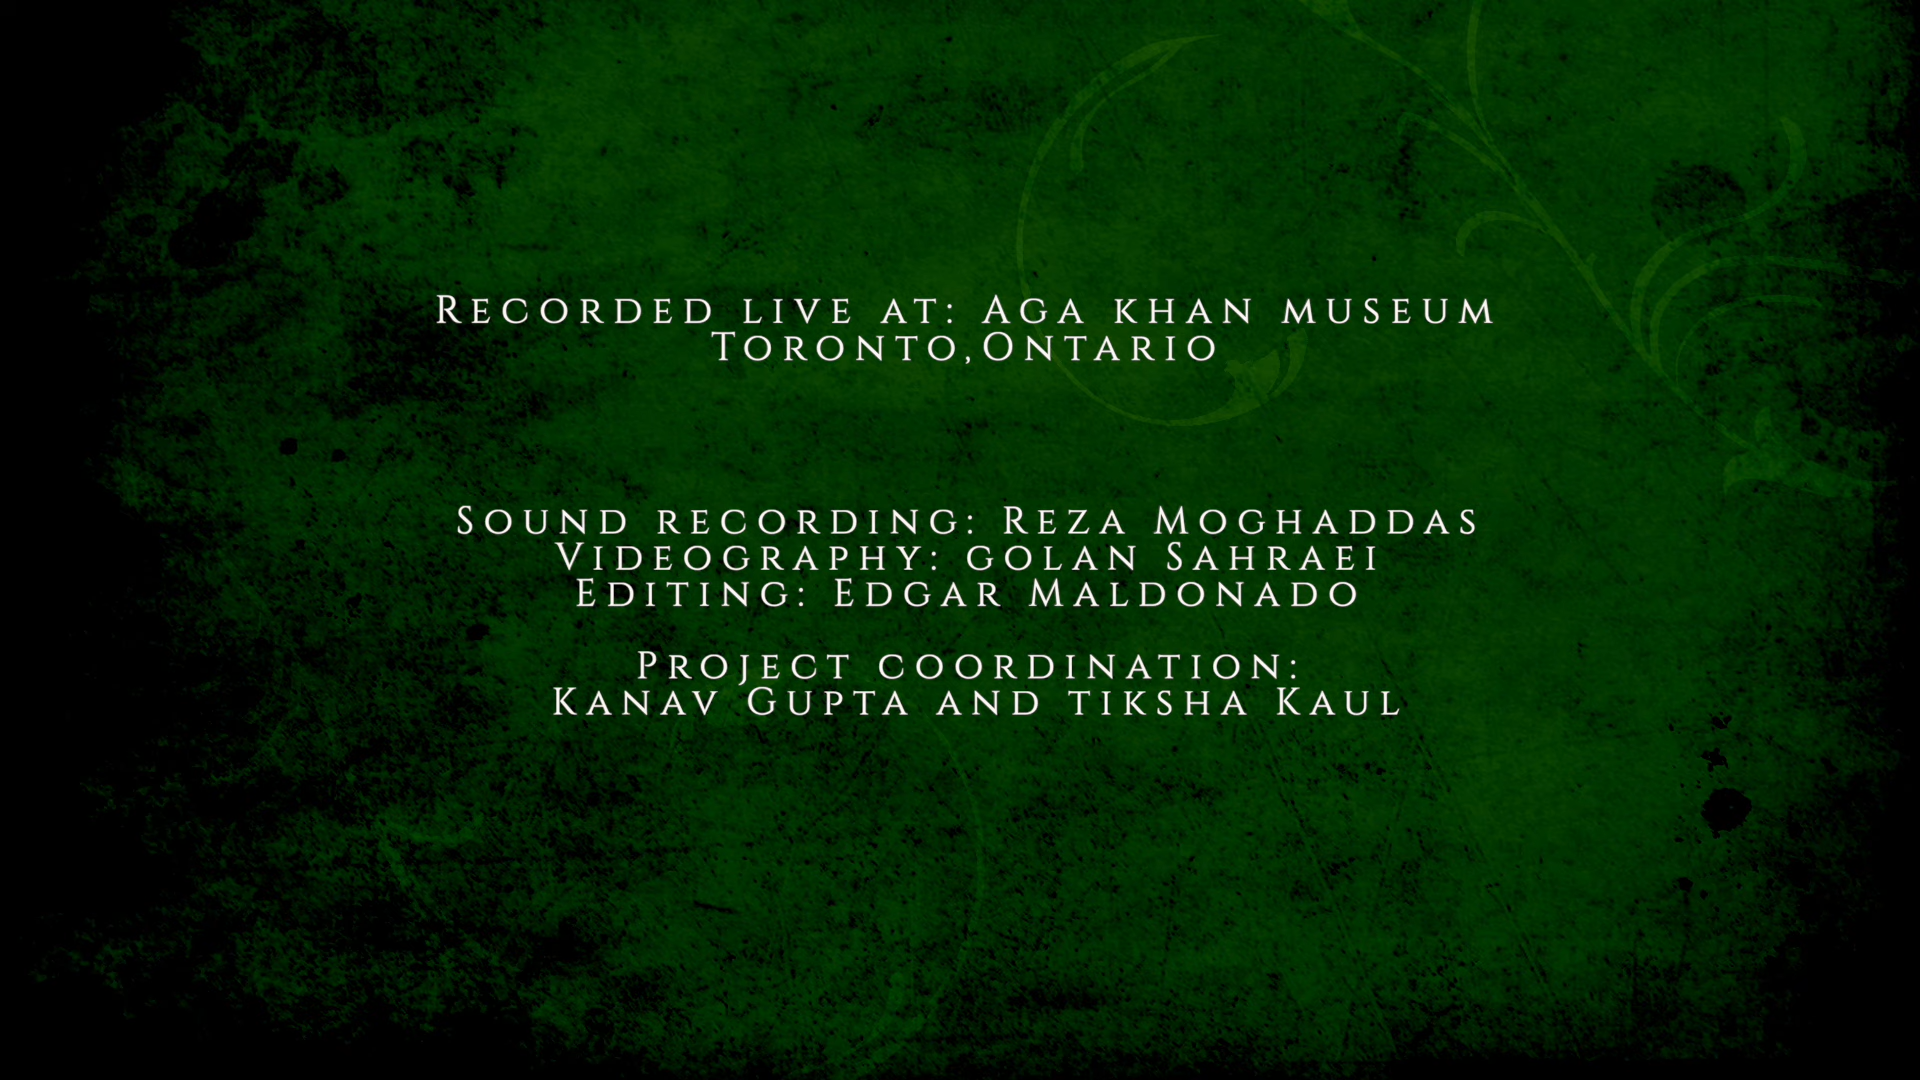 Recorded live at: Aga khan museum
Toronto,Ontario
Sound recording: Reza Moghaddas
Videography: golan Sahraei
Editing: Edgar Maldonado
Project coordination:
Kanav Gupta and tiksha Kaul